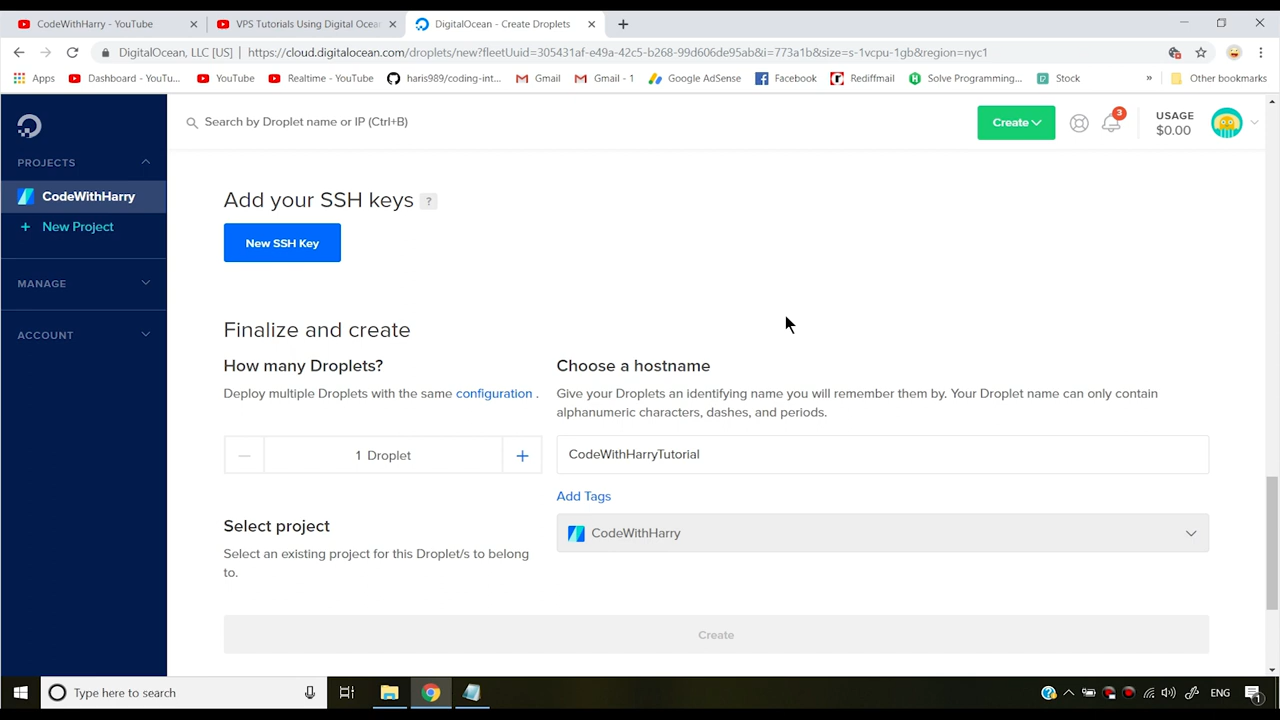 CodeWithHarry - YouTube
VPS Tutorials Using Digital Ocea
DigitalOcean - Create Droplets
DigitalOcean, LLC [US] | https://cloud.digitalocean.com/droplets/new?fleetUuid=305431af-e49a-42c5-b268-99d606de95ab&i=773a1b&size=s-1vcpu-1gb&region=nyc1
Apps Dashboard - YouTu... YouTube Realtime - YouTube haris989/coding-int... Gmail Gmail - 1 Google AdSense Facebook Rediffmail Solve Programming... Stock » Other bookmarks
Search by Droplet name or IP (Ctrl+B)
Create
3
USAGE
$0.00
PROJECTS
CodeWithHarry
+ New Project
MANAGE
ACCOUNT
Add your SSH keys ?
New SSH Key
Finalize and create
How many Droplets?
Deploy multiple Droplets with the same configuration .
1 Droplet
Choose a hostname
Give your Droplets an identifying name you will remember them by. Your Droplet name can only contain
alphanumeric characters, dashes, and periods.
CodeWithHarryTutorial
Add Tags
Select project
Select an existing project for this Droplet/s to belong
to.
CodeWithHarry
Create
Type here to search
ENG
1